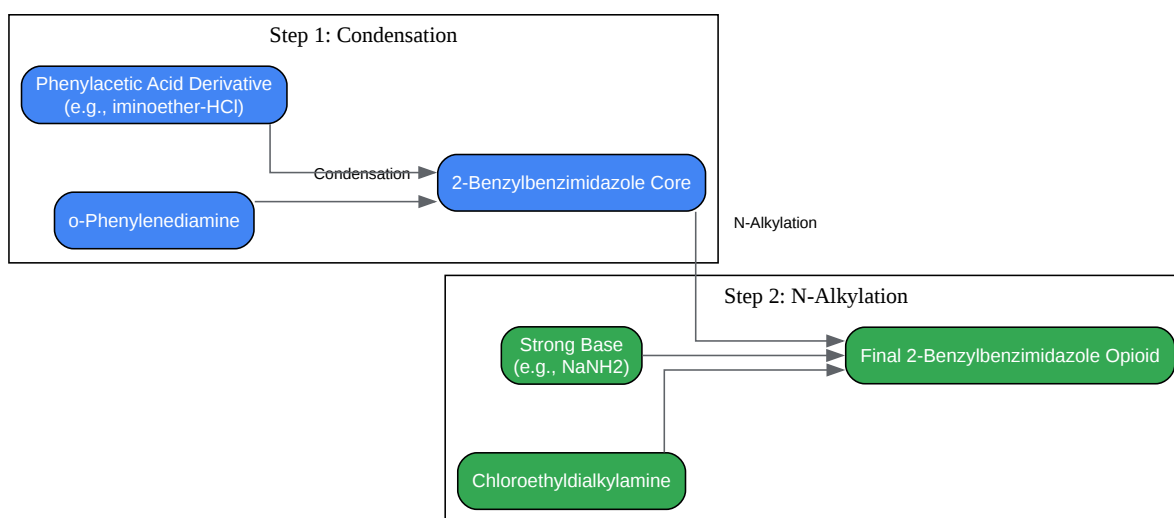 Step 1: Condensation
Phenylacetic Acid Derivative
(e.g., iminoether-HCl)
Condensation
2-Benzylbenzimidazole Core
o-Phenylenediamine
N-Alkylation
Step 2: N-Alkylation
Strong Base
(e.g., NaNH2)
Final 2-Benzylbenzimidazole Opioid
Chloroethyldialkylamine